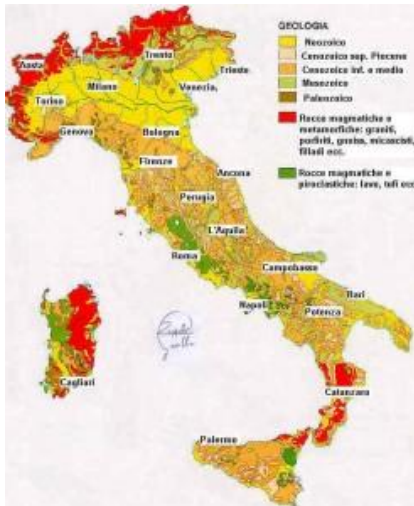 GEOLOGIA
Neozoico
Cenozoico sup. Pliocene
Cenozoico inf. e medio
Mesozoico
Paleozoico
Rocce magmatiche e
metamorfiche: graniti,
porfiriti, gneiss, micascisti,
filladi ecc.
Rocce magmatiche e
piroclastiche: lave, tufi ecc
Aosta
Trento
Trieste
Milano
Venezia
Torino
Genova
Bologna
Firenze
Ancona
Perugia
L'Aquila
Roma
Campobasso
Bari
Napoli
Potenza
Cagliari
Catanzaro
Palermo